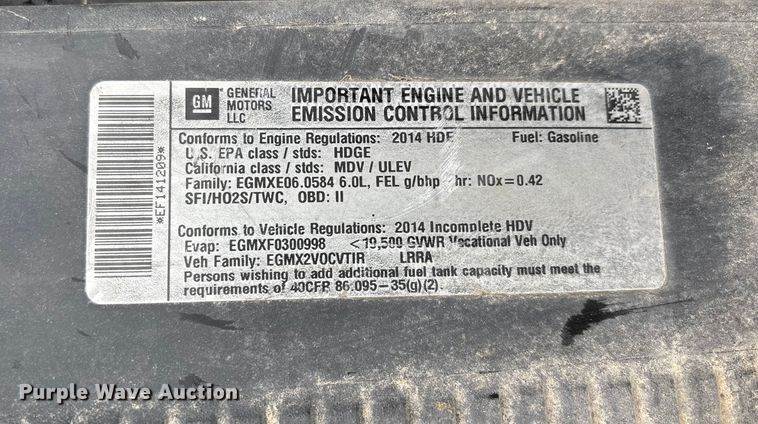 GM GENERAL MOTORS LLC
IMPORTANT ENGINE AND VEHICLE
EMISSION CONTROL INFORMATION
*EF141209*
Conforms to Engine Regulations: 2014 HDE Fuel: Gasoline
U.S. EPA class / stds: HDGE
California class / stds: MDV / ULEV
Family: EGMXE06.0584 6.0L, FEL g/bhp hr: NOx=0.42
SFI/HO2S/TWC, OBD: II
Conforms to Vehicle Regulations: 2014 Incomplete HDV
Evap: EGMXF0300998 <19,500 GVWR Vocational Veh Only
Veh Family: EGMX2VOCVTIR LRRA
Persons wishing to add additional fuel tank capacity must meet the
requirements of 40CFR 86.095-35(g)(2).
Purple Wave Auction